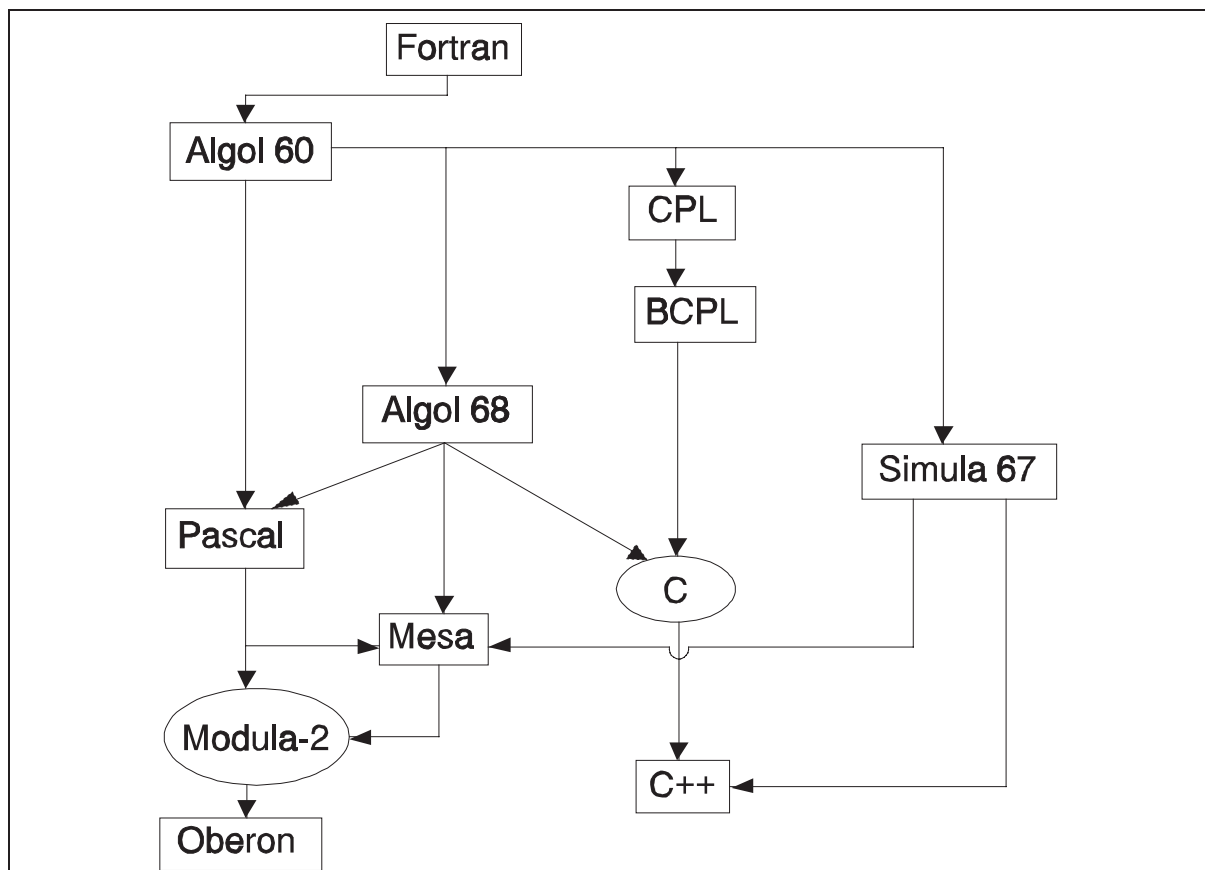 Fortran
Algol 60
CPL
BCPL
Algol 68
Simula 67
Pascal
C
Mesa
Modula-2
C++
Oberon